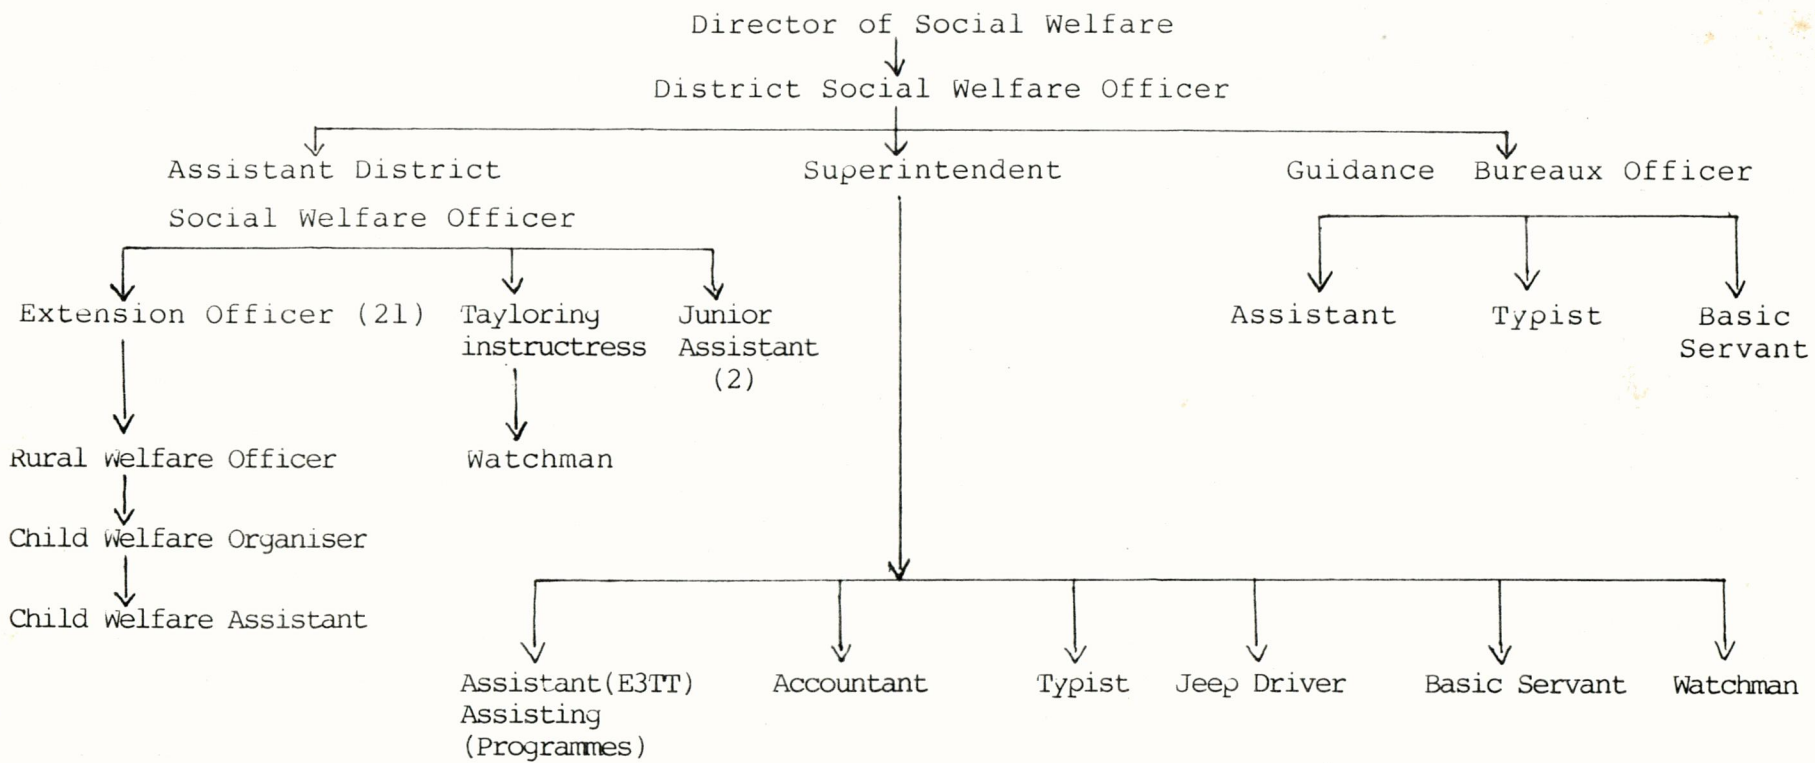 Director of Social Welfare
District Social Welfare Officer
Assistant District
Social Welfare Officer
Superintendent
Guidance Bureaux Officer
Extension Officer (21)
Tayloring
instructress
Junior
Assistant
(2)
Assistant
Typist
Basic
Servant
Rural Welfare Officer
Watchman
Child Welfare Organiser
Child Welfare Assistant
Assistant(E3TT)
Assisting
(Programmes)
Accountant
Typist
Jeep Driver
Basic Servant
Watchman